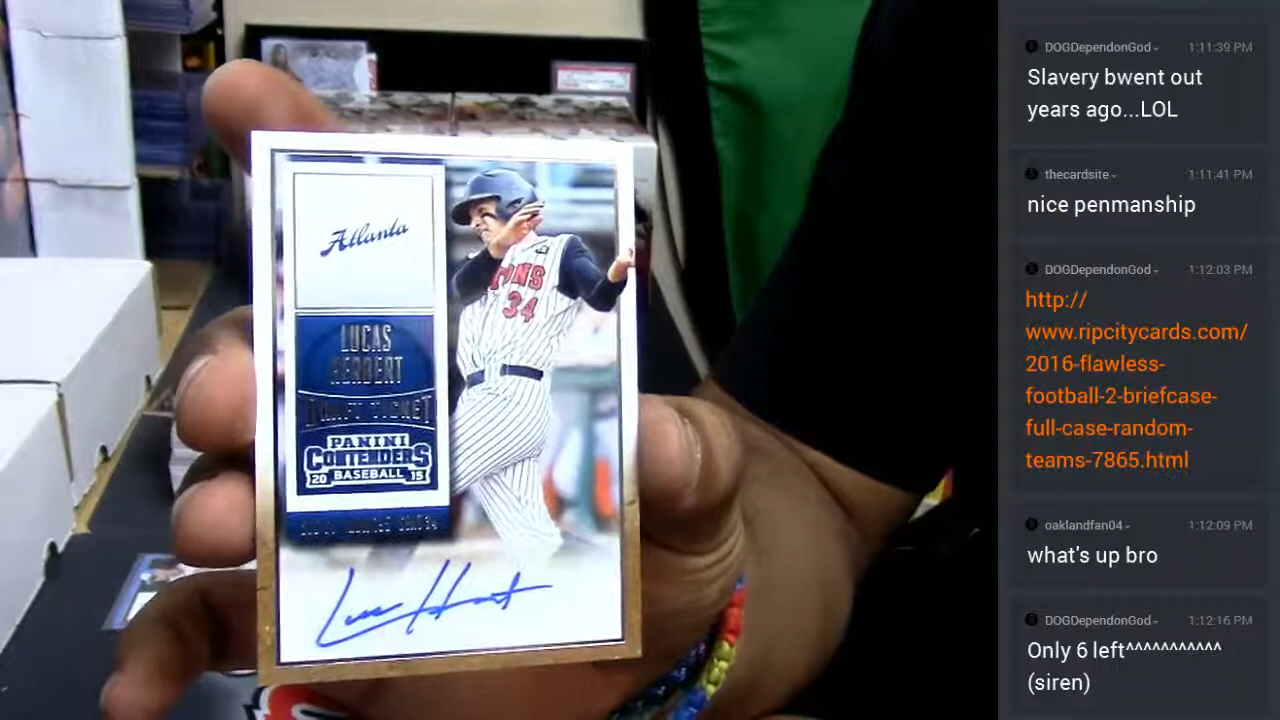 Atlanta
LUCAS
HERBERT
DRAFT TICKET
PANINI
CONTENDERS
20 BASEBALL 15
34
DOGDependonGod 1:11:39 PM
Slavery bwent out
years ago...LOL
thecardsite 1:11:41 PM
nice penmanship
DOGDependonGod 1:12:03 PM
http://
www.ripcitycards.com/
2016-flawless-
football-2-briefcase-
full-case-random-
teams-7865.html
oaklandfan04 1:12:09 PM
what's up bro
DOGDependonGod 1:12:16 PM
Only 6 left^^^^^^^^^^^
(siren)